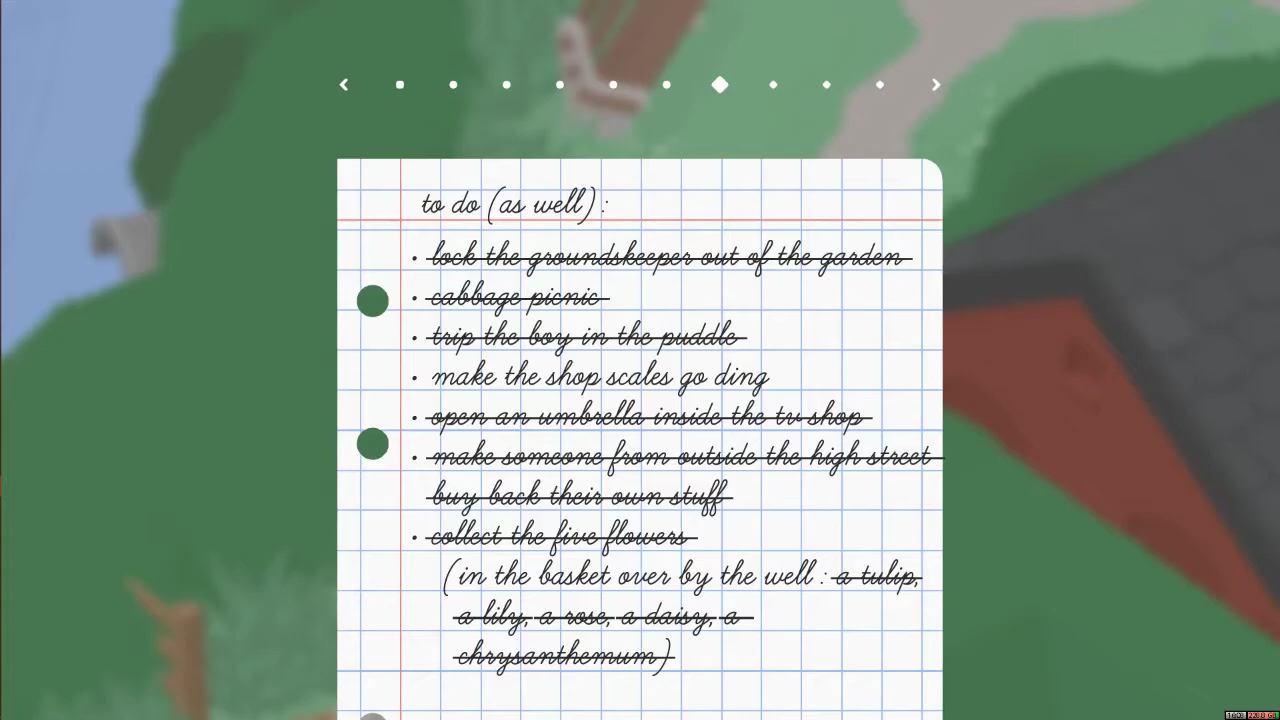 to do (as well) :
• lock the groundskeeper out of the garden
• cabbage picnic
• trip the boy in the puddle
• make the shop scales go ding
• open an umbrella inside the tv shop
• make someone from outside the high street
buy back their own stuff
• collect the five flowers
(in the basket over by the well : a tulip,
a lily, a rose, a daisy, a
chrysanthemum)